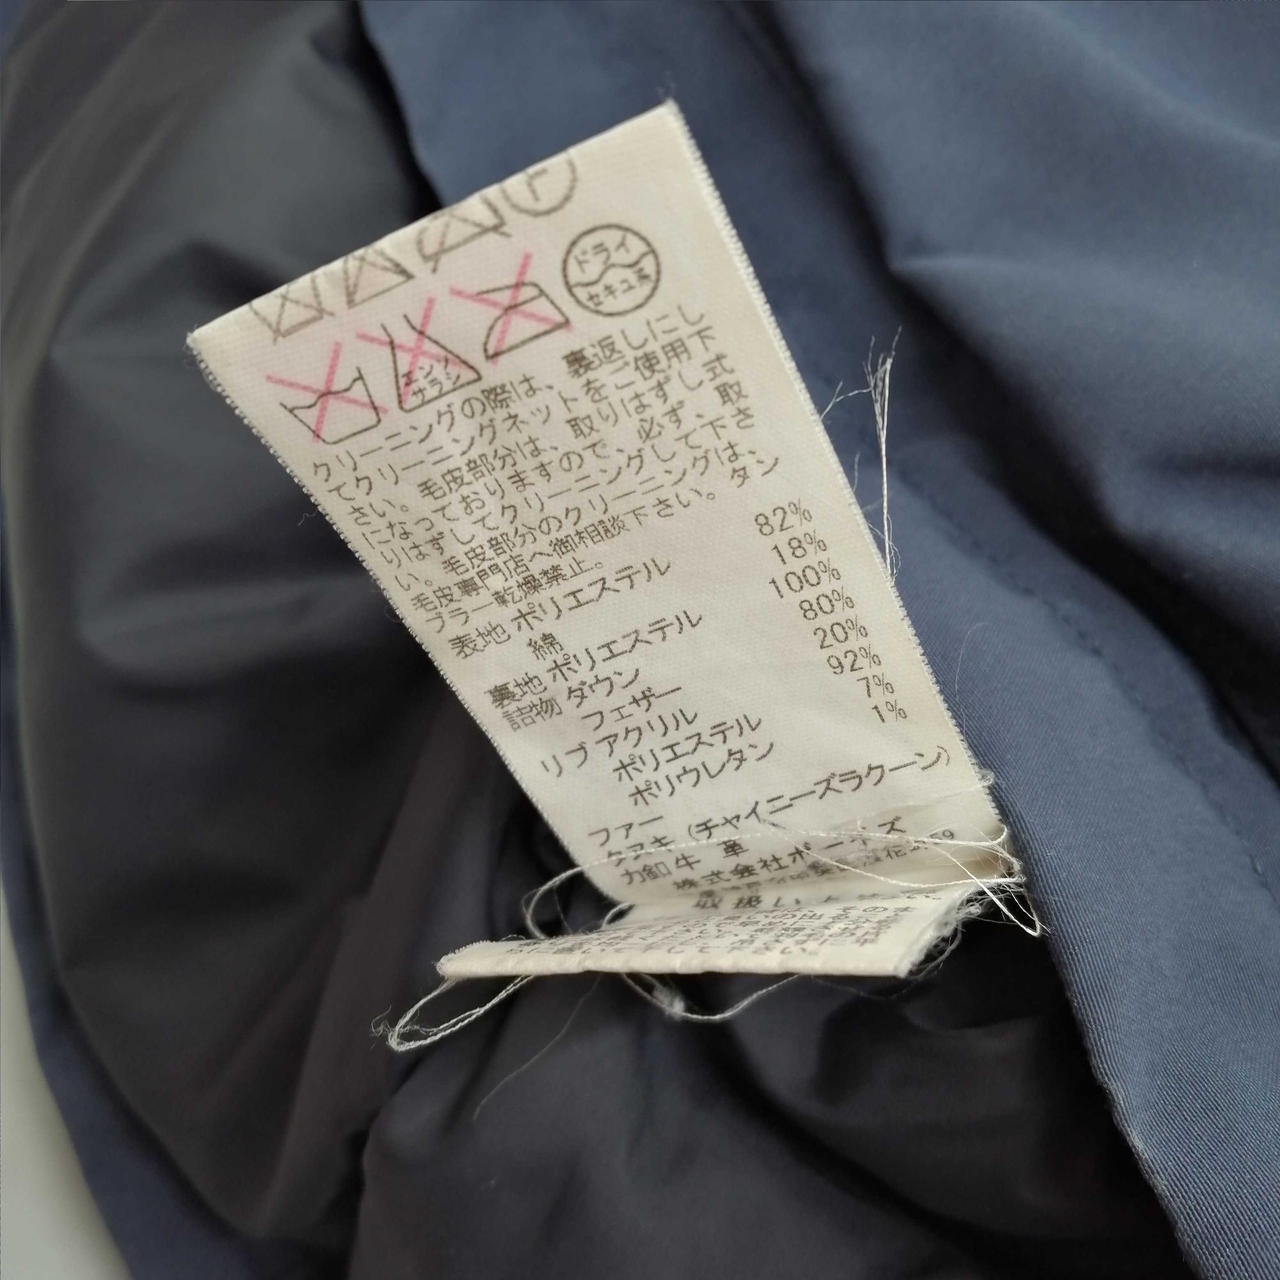 ドライ
セキユ系
エンソ
サラシ
クリーニングの際は、裏返しにし
てクリーニングネットをご使用下
さい。毛皮部分は、取りはずし式
になっておりますので、必ず、取
りはずしてクリーニングして下さ
い。毛皮部分のクリーニングは、
毛皮専門店へ御相談下さい。タン
ブラー乾燥禁止。
表地 ポリエステル 82%
綿 18%
裏地 ポリエステル 100%
詰物 ダウン 80%
フェザー 20%
リブ アクリル 92%
ポリエステル 7%
ポリウレタン 1%
ファー
タヌキ (チャイニーズラクーン)
力釦 牛 革
株式会社ボーネズ
取扱い